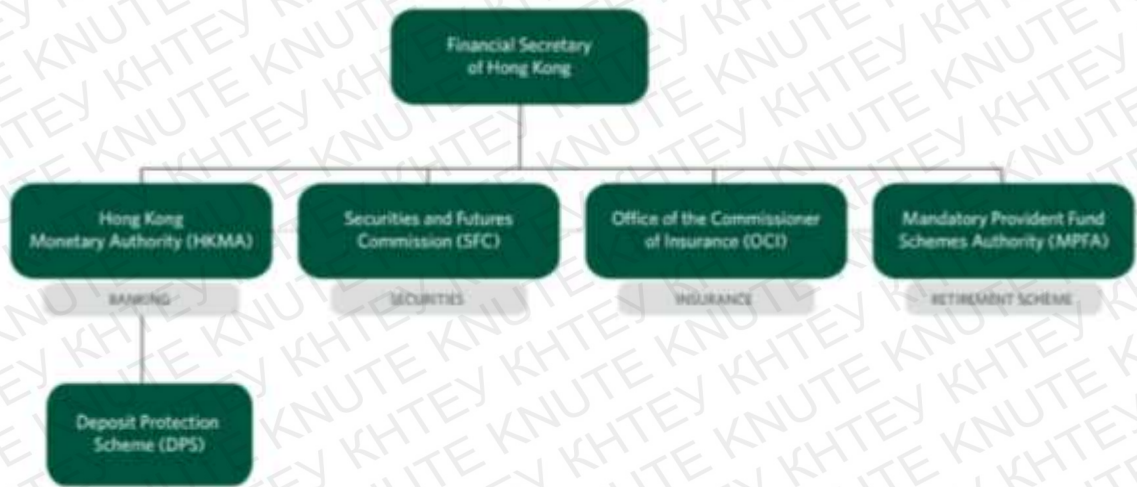 Financial Secretary
of Hong Kong
Hong Kong
Monetary Authority (HKMA)
Securities and Futures
Commission (SFC)
Office of the Commissioner
of Insurance (OCI)
Mandatory Provident Fund
Schemes Authority (MPFA)
BANKING
SECURITIES
INSURANCE
RETIREMENT SCHEME
Deposit Protection
Scheme (DPS)